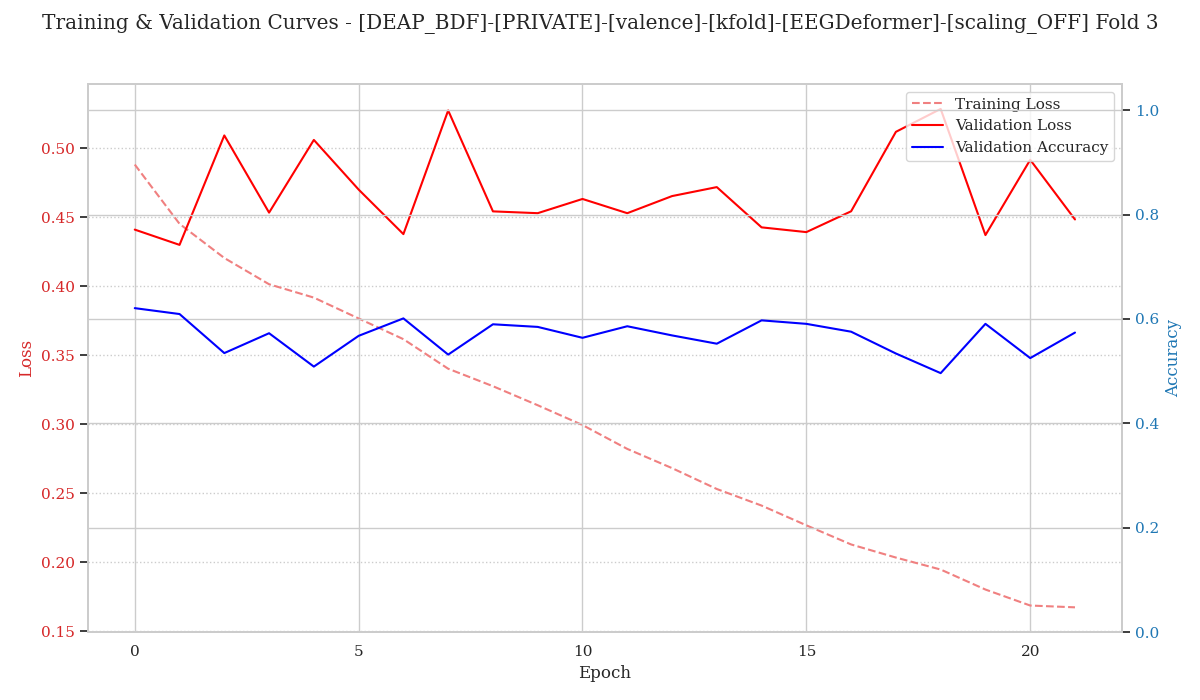 Training & Validation Curves - [DEAP_BDF]-[PRIVATE]-[valence]-[kfold]-[EEGDeformer]-[scaling_OFF] Fold 3
Training Loss
Validation Loss
Validation Accuracy
Loss
0.50
0.45
0.40
0.35
0.30
0.25
0.20
0.15
1.0
0.8
0.6
0.4
0.2
0.0
Accuracy
0
5
10
15
20
Epoch